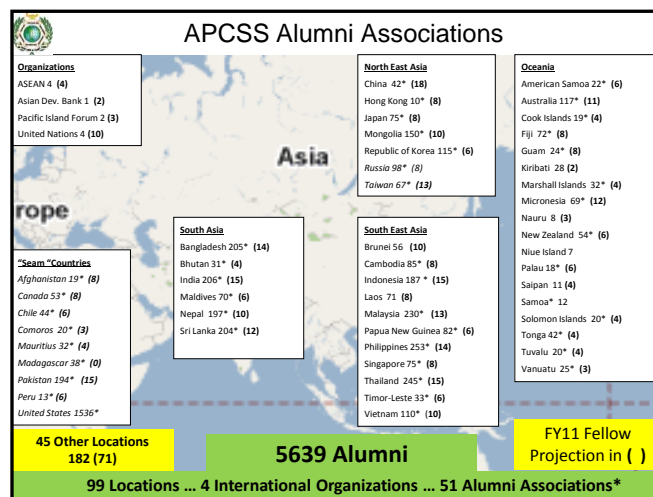 APCSS Alumni Associations
Organizations
ASEAN 4 (4)
Asian Dev. Bank 1 (2)
Pacific Island Forum 2 (3)
United Nations 4 (10)
North East Asia
China 42* (18)
Hong Kong 10* (8)
Japan 75* (8)
Mongolia 150* (10)
Republic of Korea 115* (6)
Russia 98* (8)
Taiwan 67* (13)
Oceania
American Samoa 22* (6)
Australia 117* (11)
Cook Islands 19* (4)
Fiji 72* (8)
Guam 24* (8)
Kiribati 28 (2)
Marshall Islands 32* (4)
Micronesia 69* (12)
Nauru 8 (3)
New Zealand 54* (6)
Niue Island 7
Palau 18* (6)
Saipan 11 (4)
Samoa* 12
Solomon Islands 20* (4)
Tonga 42* (4)
Tuvalu 20* (4)
Vanuatu 25* (3)
Asia
rope
South Asia
Bangladesh 205* (14)
Bhutan 31* (4)
India 206* (15)
Maldives 70* (6)
Nepal 197* (10)
Sri Lanka 204* (12)
South East Asia
Brunei 56 (10)
Cambodia 85* (8)
Indonesia 187 * (15)
Laos 71 (8)
Malaysia 230* (13)
Papua New Guinea 82* (6)
Philippines 253* (14)
Singapore 75* (8)
Thailand 245* (15)
Timor-Leste 33* (6)
Vietnam 110* (10)
"Seam "Countries
Afghanistan 19* (8)
Canada 53* (8)
Chile 44* (6)
Comoros 20* (3)
Mauritius 32* (4)
Madagascar 38* (0)
Pakistan 194* (15)
Peru 13* (6)
United States 1536*
45 Other Locations
182 (71)
5639 Alumni
FY11 Fellow
Projection in ( )
99 Locations ... 4 International Organizations ... 51 Alumni Associations*